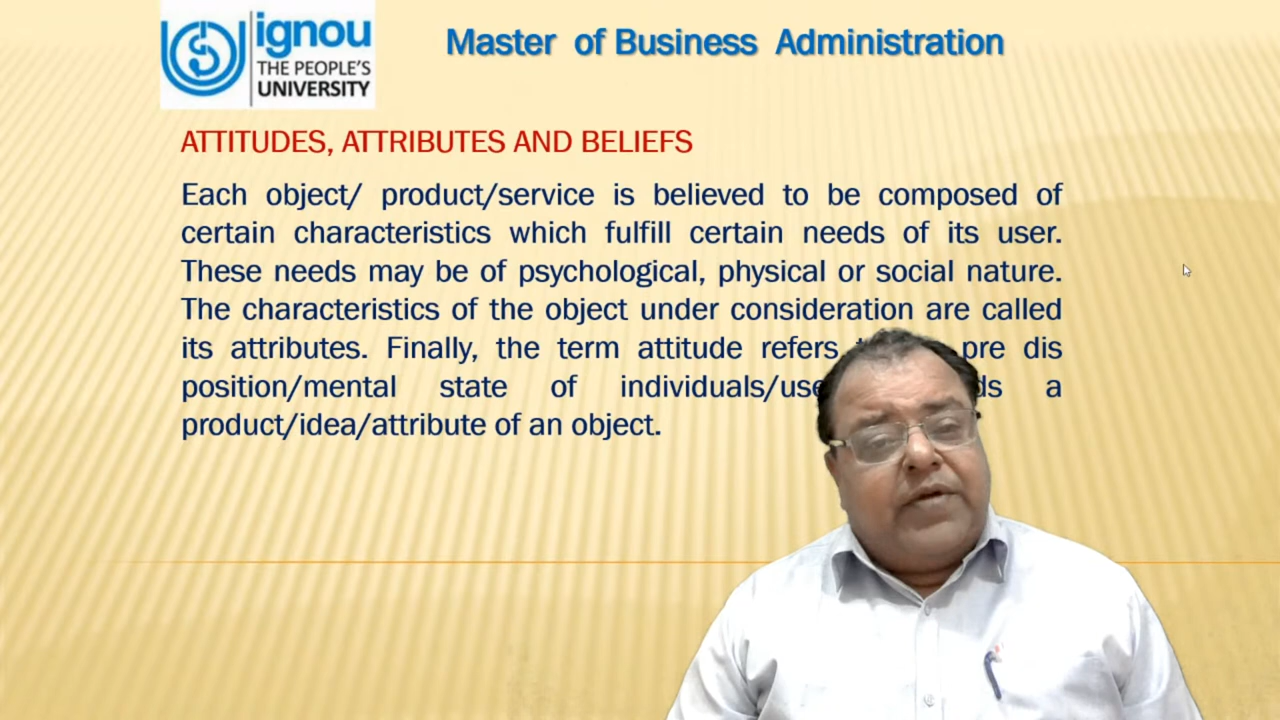 ignou
THE PEOPLE'S
UNIVERSITY
Master of Business Administration
ATTITUDES, ATTRIBUTES AND BELIEFS
Each object/ product/service is believed to be composed of
certain characteristics which fulfill certain needs of its user.
These needs may be of psychological, physical or social nature.
The characteristics of the object under consideration are called
its attributes. Finally, the term attitude refers pre dis
position/mental state of a
product/idea/attribute of an object.